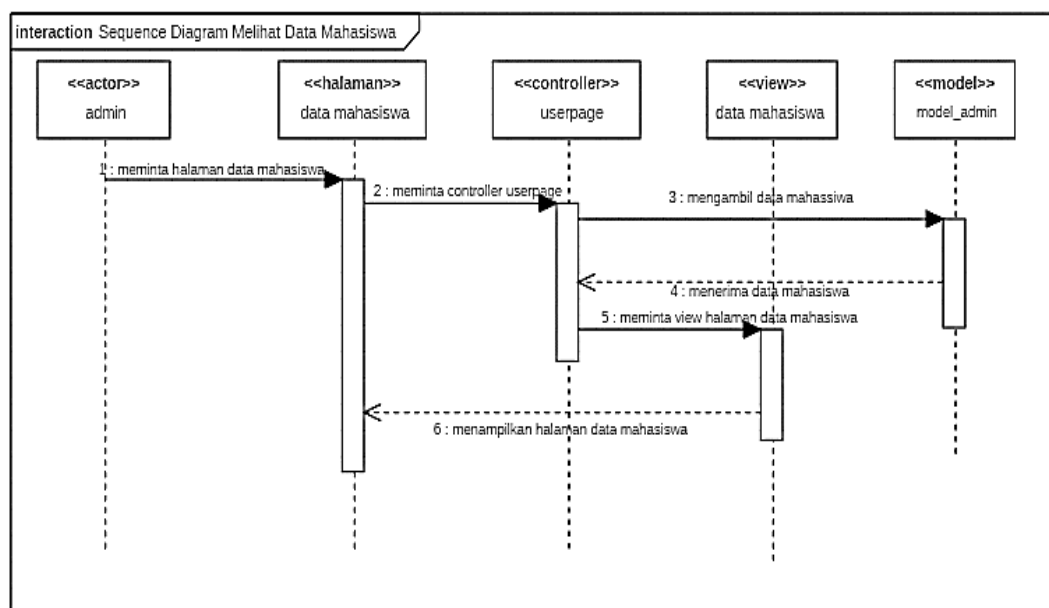 interaction Sequence Diagram Melihat Data Mahasiswa
<<actor>>
admin
<<halaman>>
data mahasiswa
<<controller>>
userpage
<<view>>
data mahasiswa
<<model>>
model_admin
1 : meminta halaman data mahasiswa
2 : meminta controller userpage
3 : mengambil data mahassiwa
4 : menerima data mahasiswa
5 : meminta view halaman data mahasiswa
6 : menampilkan halaman data mahasiswa